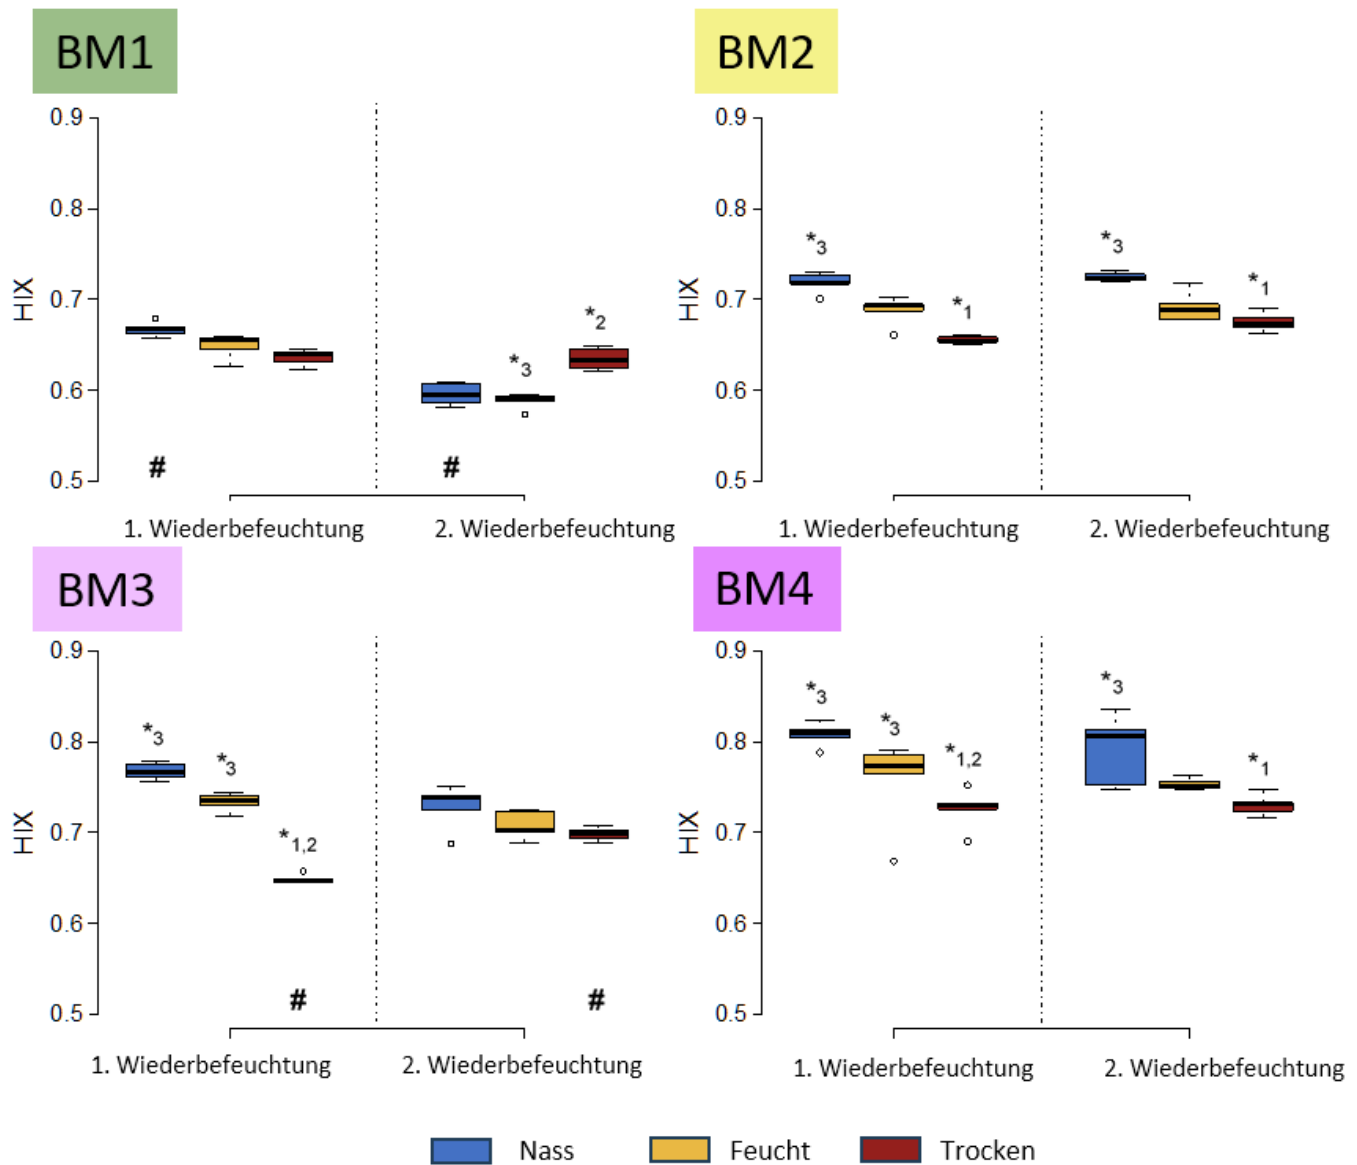 BM1
BM2
0.9
0.8
0.7
0.6
0.5
HIX
*2
*3
#
#
1. Wiederbefeuchtung
2. Wiederbefeuchtung
0.9
0.8
0.7
0.6
0.5
HIX
*3
*1
*3
*1
1. Wiederbefeuchtung
2. Wiederbefeuchtung
BM3
BM4
0.9
0.8
0.7
0.6
0.5
HIX
*3
*3
*1,2
#
#
1. Wiederbefeuchtung
2. Wiederbefeuchtung
0.9
0.8
0.7
0.6
0.5
HIX
*3
*3
*1,2
*3
*1
1. Wiederbefeuchtung
2. Wiederbefeuchtung
Nass Feucht Trocken